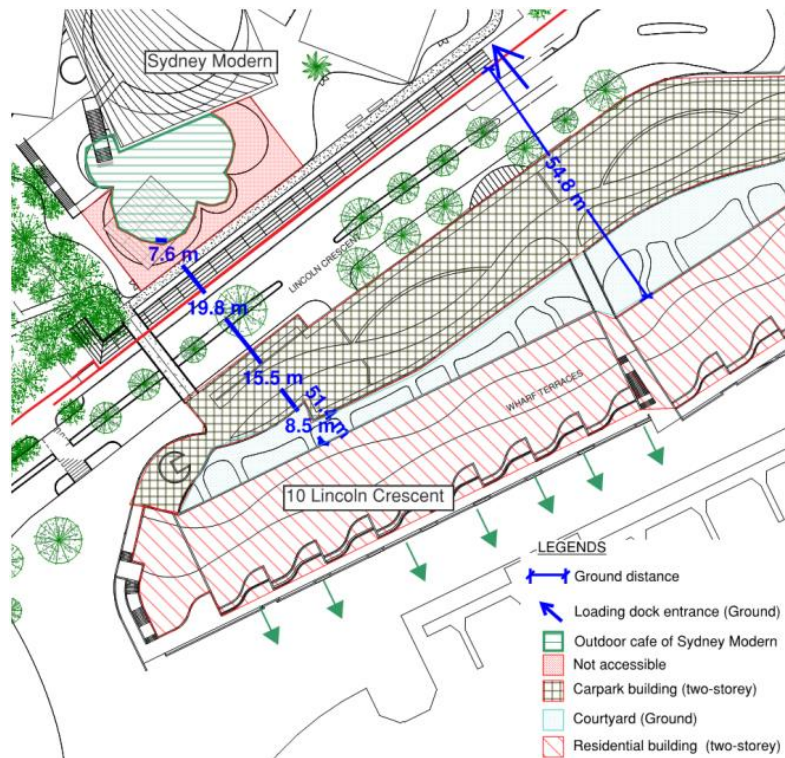 Sydney Modern
54.8 m
7.6 m
LINCOLN CRESCENT
19.8 m
15.5 m
51.4 m
8.5 m
WHARF TERRACES
10 Lincoln Crescent
LEGENDS
Ground distance
Loading dock entrance (Ground)
Outdoor cafe of Sydney Modern
Not accessible
Carpark building (two-storey)
Courtyard (Ground)
Residential building (two-storey)